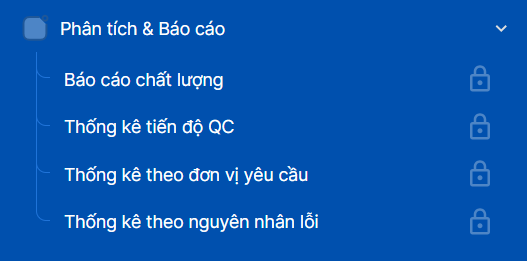 Phân tích & Báo cáo
Báo cáo chất lượng
Thống kê tiến độ QC
Thống kê theo đơn vị yêu cầu
Thống kê theo nguyên nhân lỗi